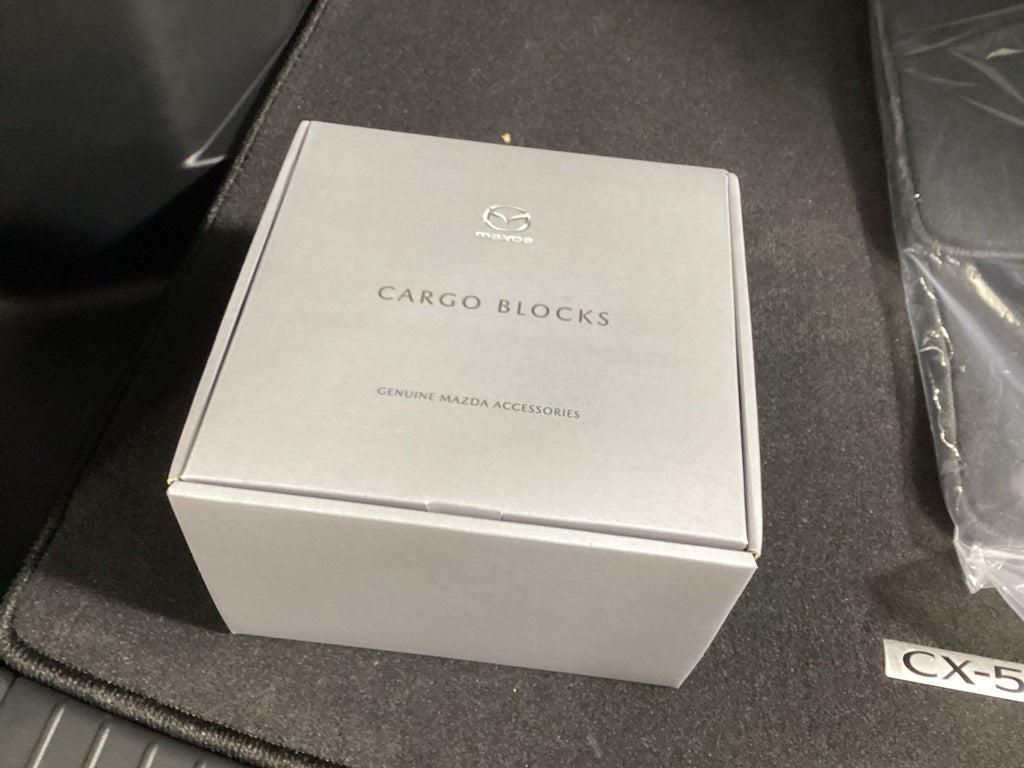 mazda
CARGO BLOCKS
GENUINE MAZDA ACCESSORIES
CX-5